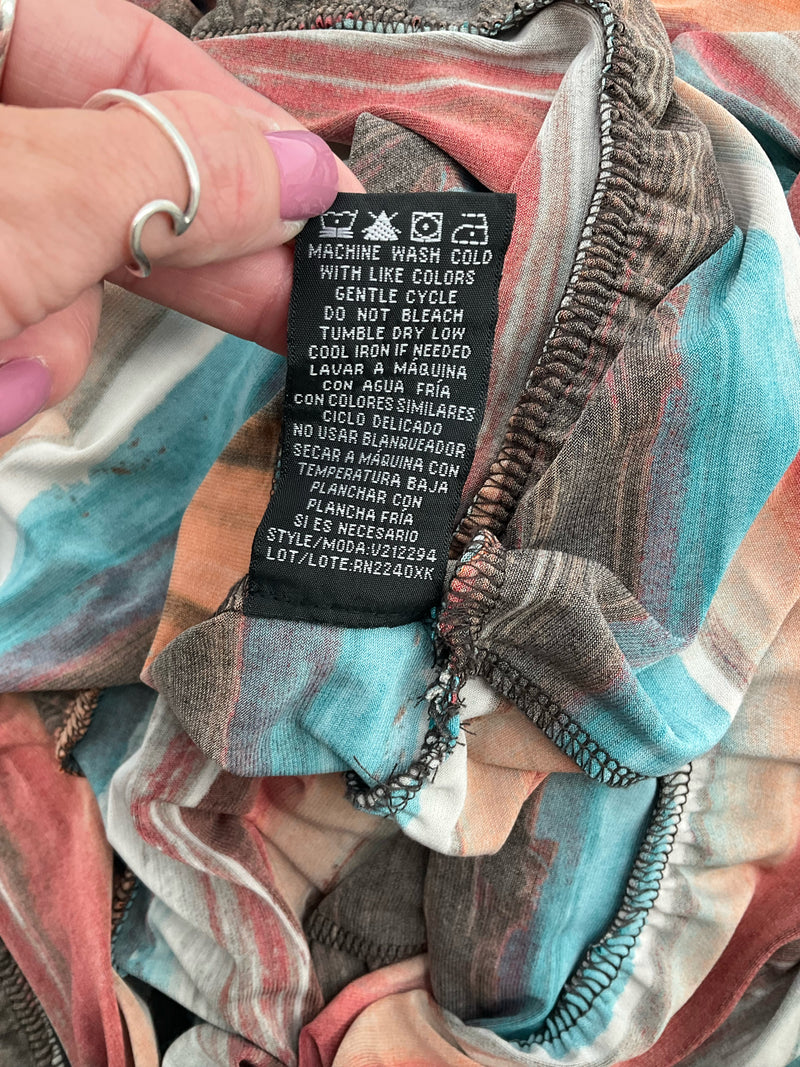 MACHINE WASH COLD
WITH LIKE COLORS
GENTLE CYCLE
DO NOT BLEACH
TUMBLE DRY LOW
COOL IRON IF NEEDED
LAVAR A MÁQUINA
CON AGUA FRÍA
CON COLORES SIMILARES
CICLO DELICADO
NO USAR BLANQUEADOR
SECAR A MÁQUINA CON
TEMPERATURA BAJA
PLANCHAR CON
PLANCHA FRÍA
SI ES NECESARIO
STYLE/MODA:V212294
LOT/LOTE:RN2240XK